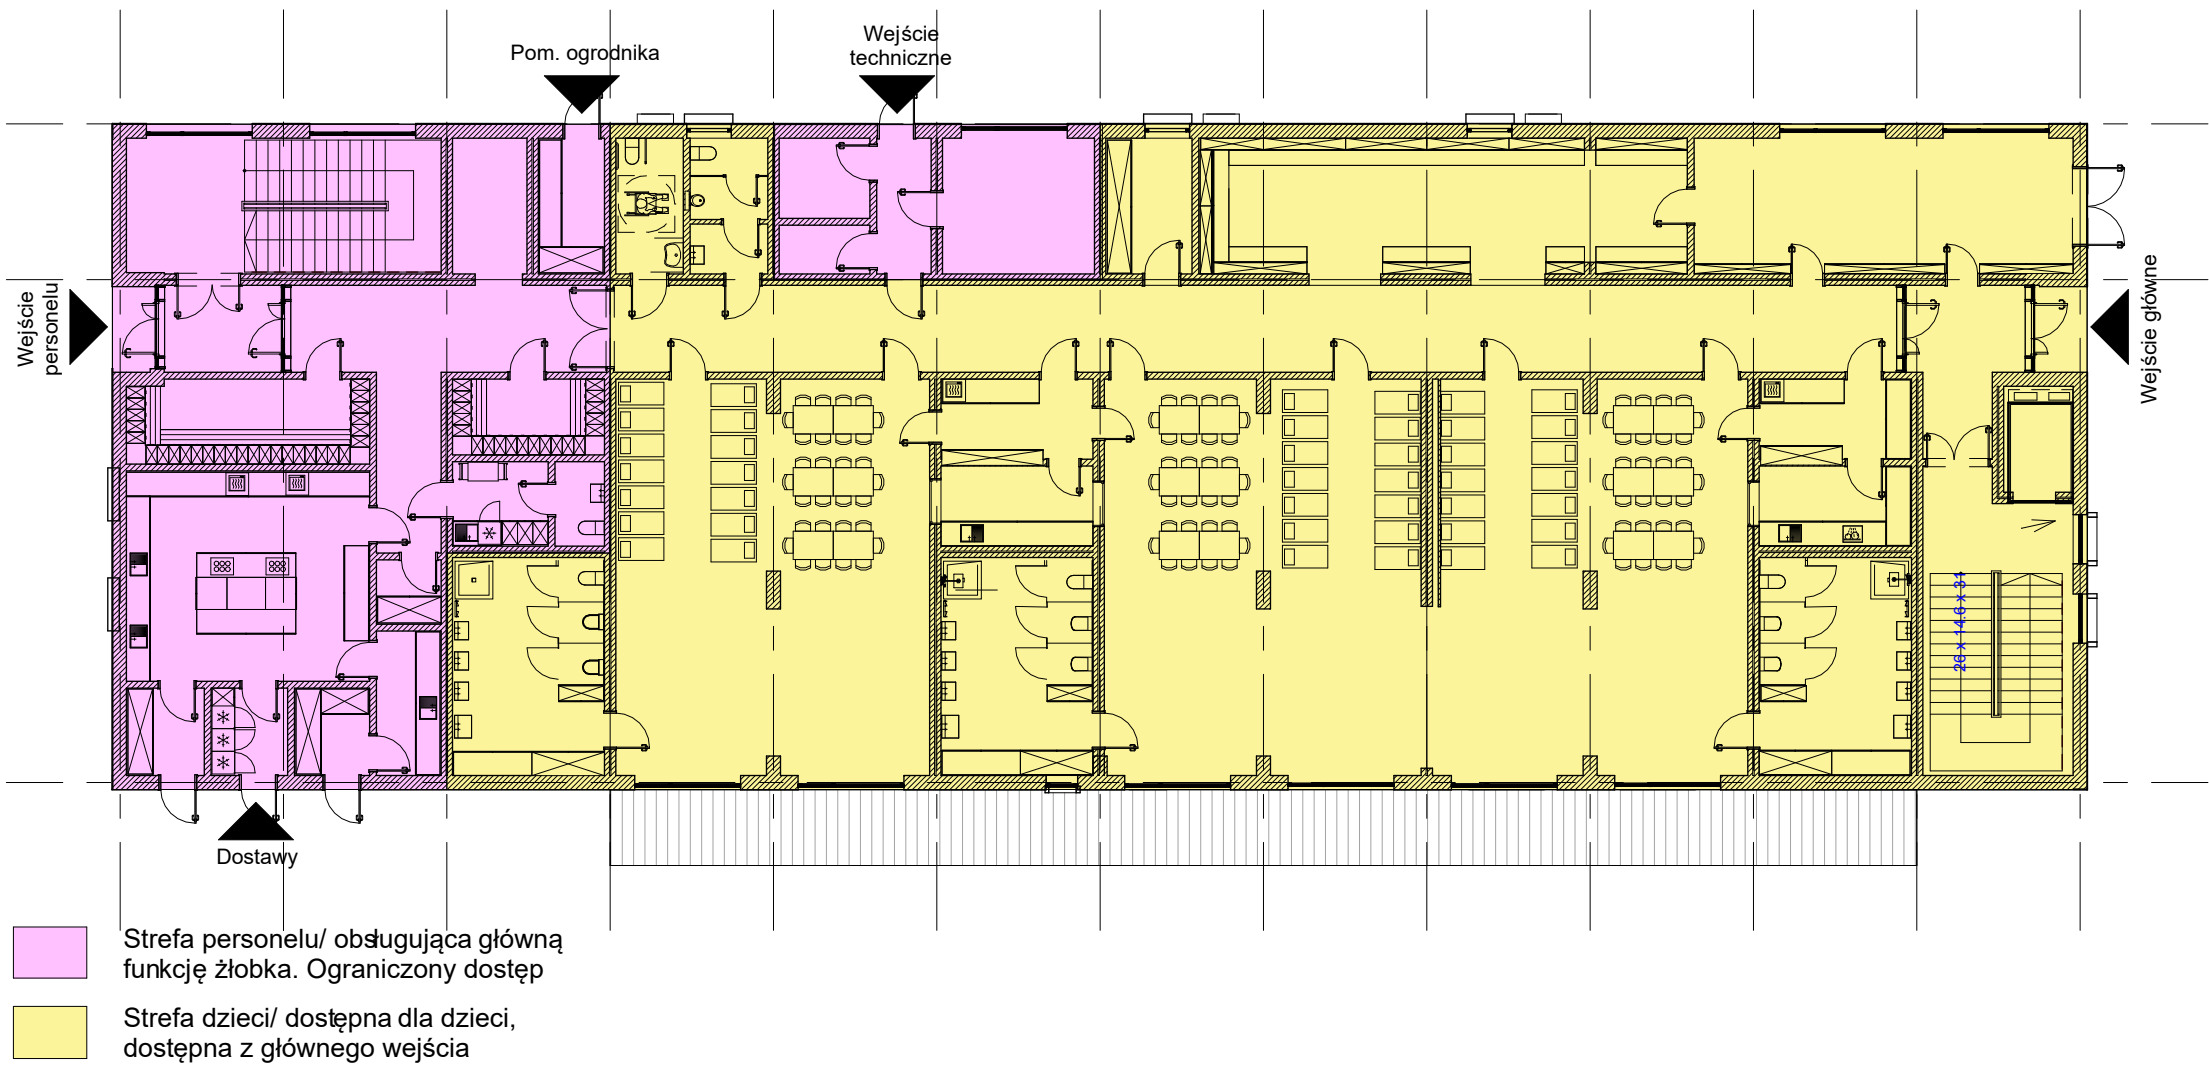 Pom. ogrodnika
Wejście
techniczne
Wejście
personelu
Wejście główne
26 x 14.6 x 31
Dostawy
Strefa personelu/ obsługująca główną
funkcję żłobka. Ograniczony dostęp
Strefa dzieci/ dostępna dla dzieci,
dostępna z głównego wejścia